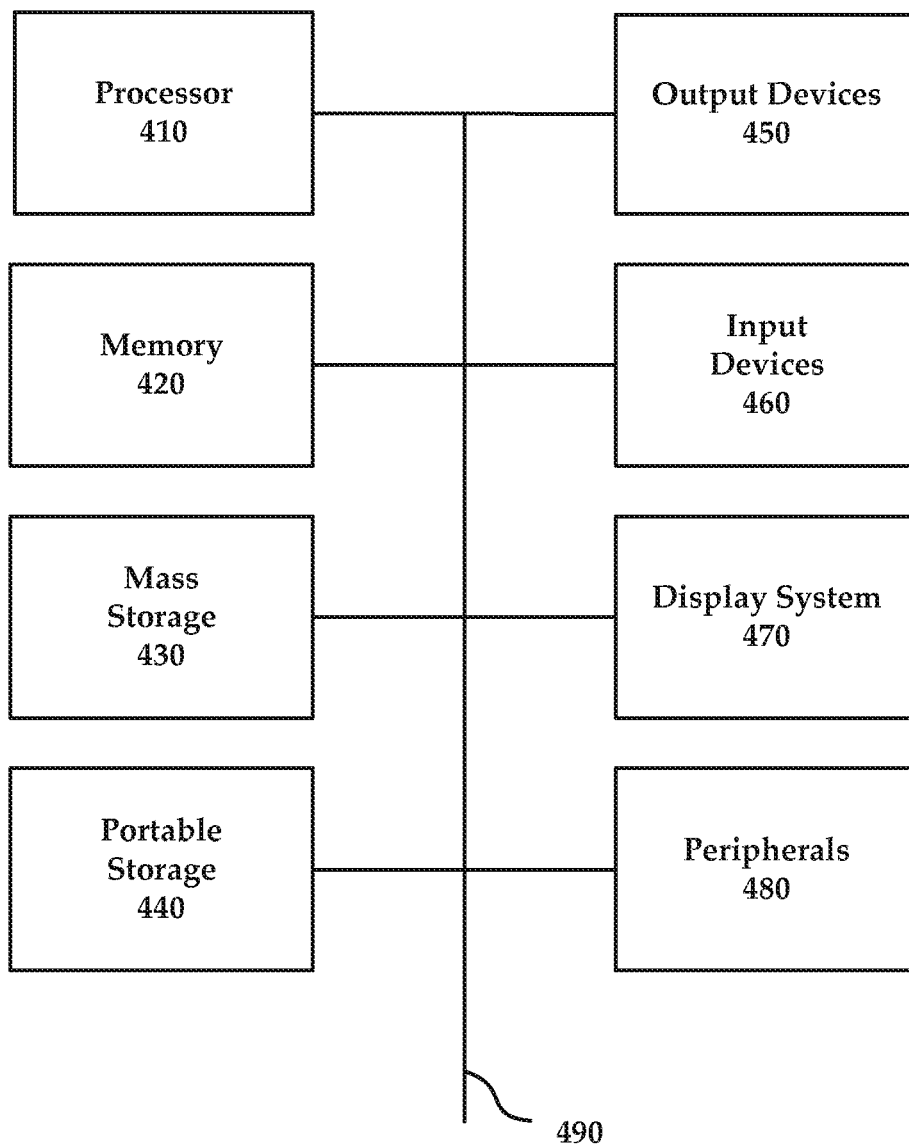 Processor
410
Output Devices
450
Memory
420
Input
Devices
460
Mass
Storage
430
Display System
470
Portable
Storage
440
Peripherals
480
490